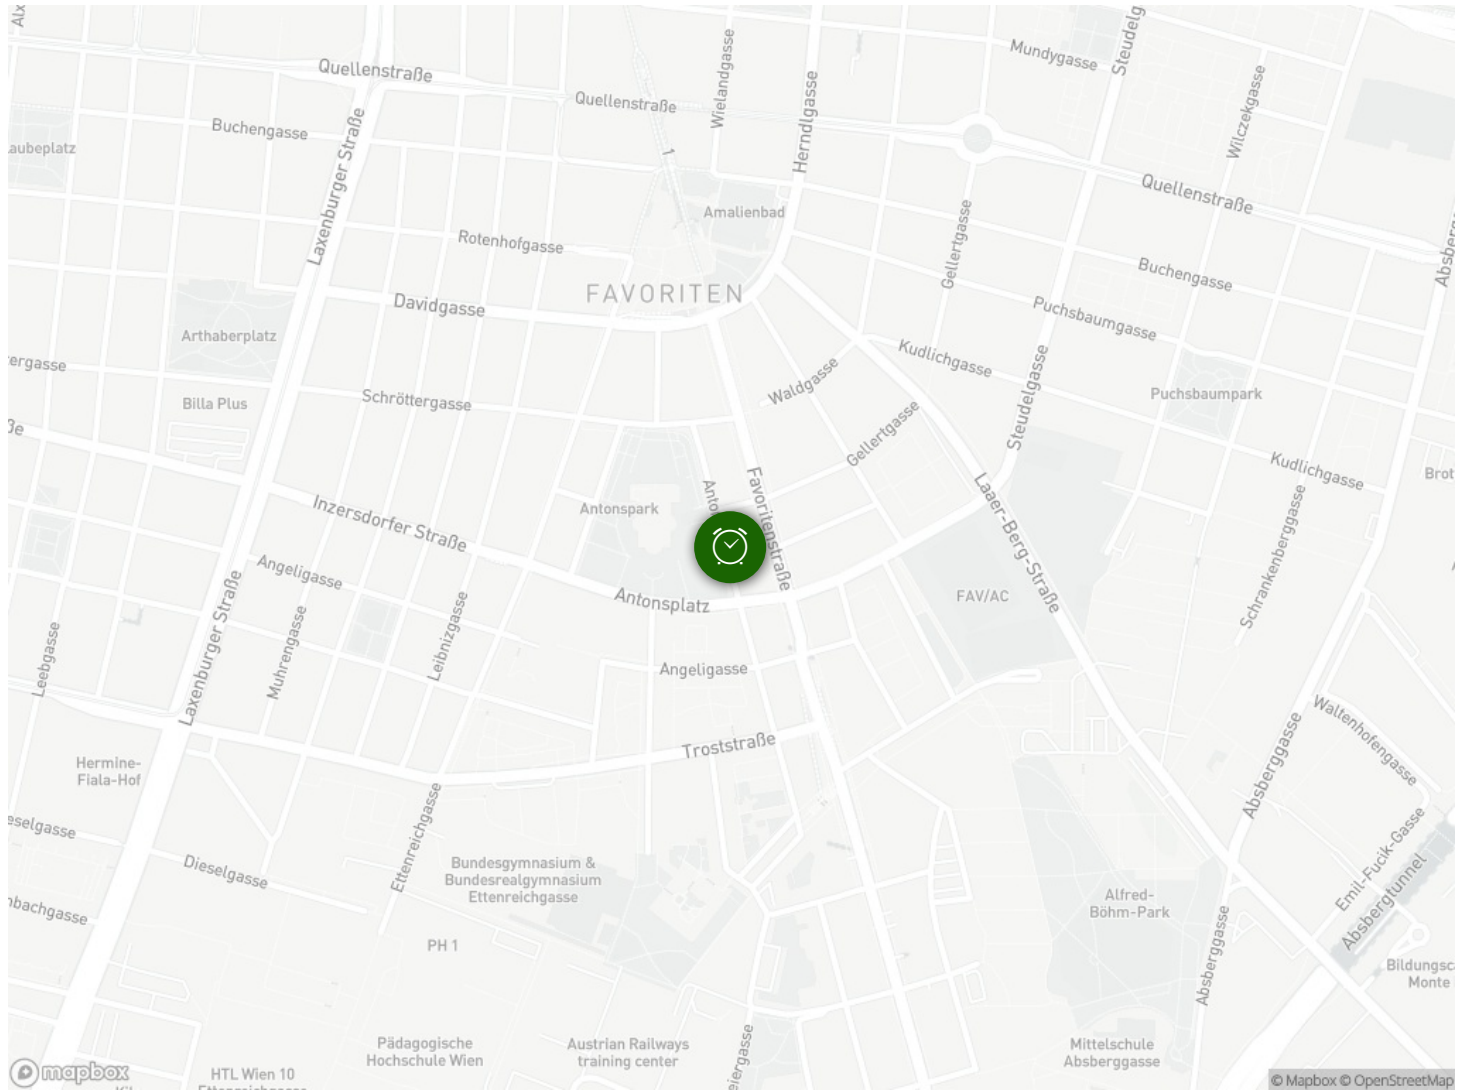 Quellenstraße
Mundygasse
Wielandgasse
Herndlgasse
Wilczekgasse
Quellenstraße
Buchengasse
1
Laxenburger Straße
Amalienbad
Quellenstraße
Rotenhofgasse
Gellertgasse
Buchengasse
FAVORITEN
Davidgasse
Puchsbaumgasse
Arthaberplatz
Kudlichgasse
Waldgasse
Steudelgasse
Puchsbaumpark
Schröttergasse
Billa Plus
Gellertgasse
Kudlichgasse
Inzersdorfer Straße
Antonspark
Favoritenstraße
Laaer-Berg-Straße
Schrankenberggasse
Angeligasse
Antonsplatz
FAV/AC
Laxenburger Straße
Muhrengasse
Leibnizgasse
Leebgasse
Angeligasse
Troststraße
Waltenhofengasse
Absberggasse
Hermine-
Fiala-Hof
Ettenreichgasse
Dieselgasse
Bundesgymnasium &
Bundesrealgymnasium
Ettenreichgasse
Emil-Fucik-Gasse
Absbergtunnel
Alfred-
Böhm-Park
PH 1
Absberggasse
Monte
Pädagogische
Hochschule Wien
Austrian Railways
training center
Mittelschule
Absberggasse
HTL Wien 10
mapbox
© Mapbox © OpenStreetMap